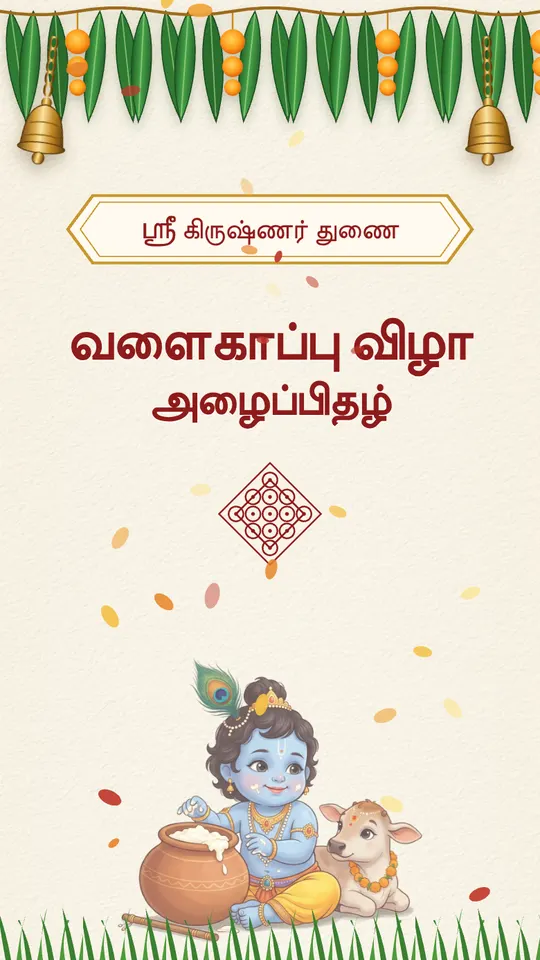 ஸ்ரீ கிருஷ்ணர் துணை
வளைகாப்பு விழா
அழைப்பிதழ்